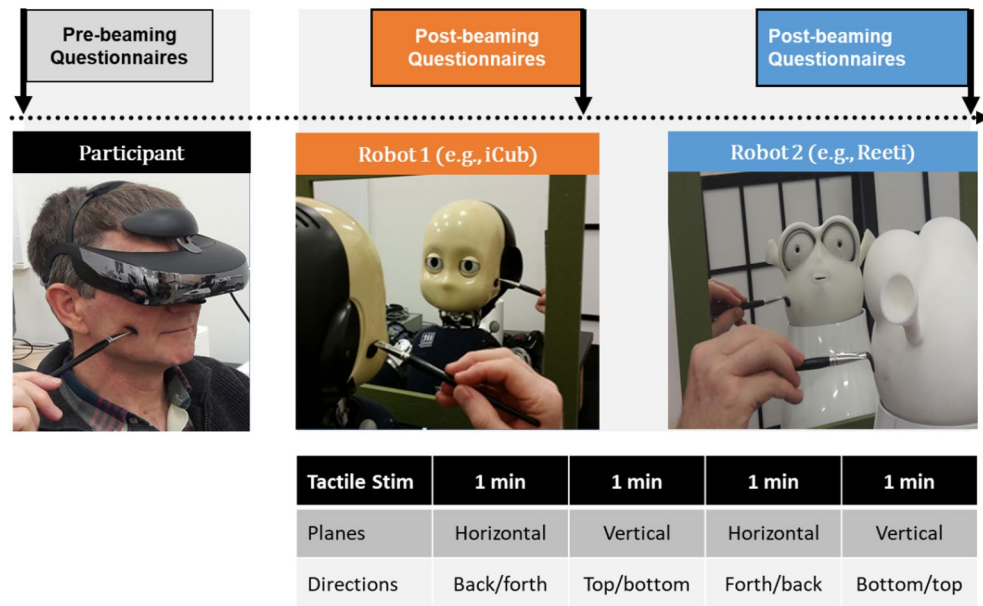 Pre-beaming
Questionnaires
Post-beaming
Questionnaires
Post-beaming
Questionnaires
Participant
Robot 1 (e.g., iCub)
Robot 2 (e.g., Reeti)
SONY
Tactile Stim 1 min 1 min 1 min 1 min
Planes Horizontal Vertical Horizontal Vertical
Directions Back/forth Top/bottom Forth/back Bottom/top